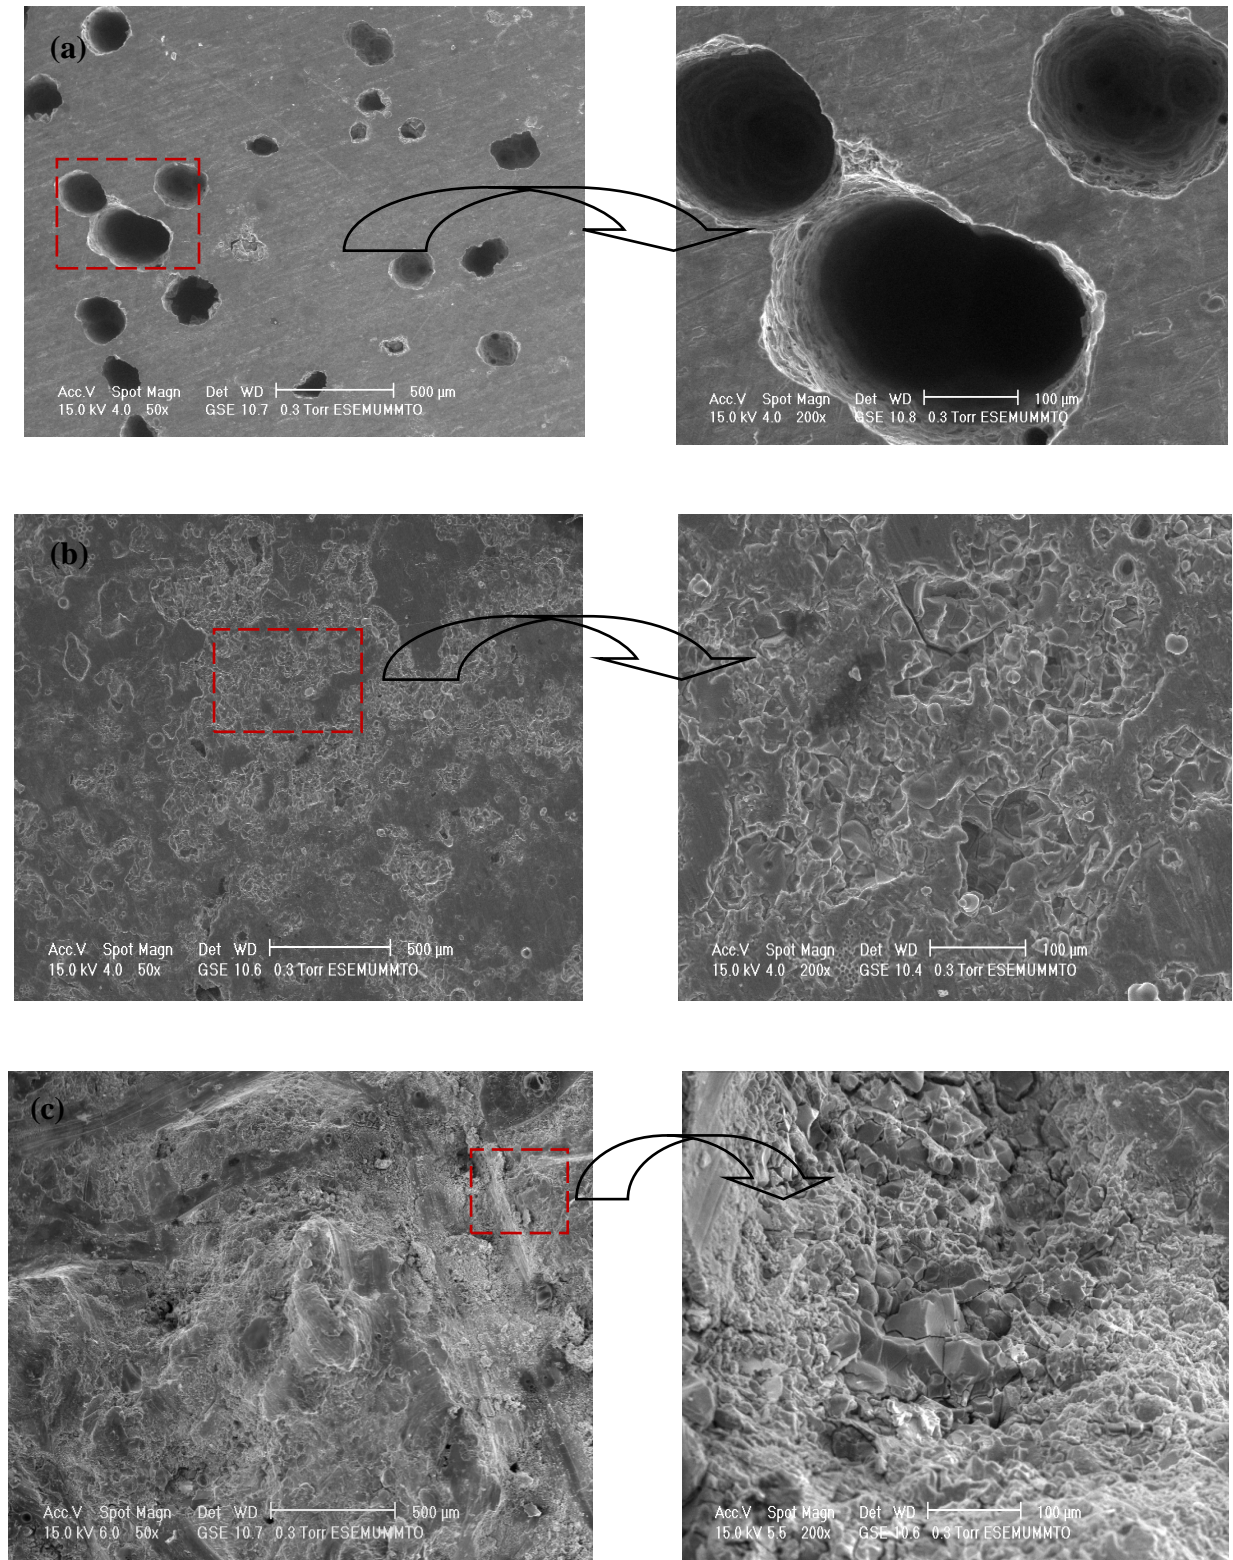 (a)
Acc.V Spot Magn Det WD 500 µm
15.0 kV 4.0 50x GSE 10.7 0.3 Torr ESEMUMMTO
Acc.V Spot Magn Det WD 100 µm
15.0 kV 4.0 200x GSE 10.8 0.3 Torr ESEMUMMTO
(b)
Acc.V Spot Magn Det WD 500 µm
15.0 kV 4.0 50x GSE 10.6 0.3 Torr ESEMUMMTO
Acc.V Spot Magn Det WD 100 µm
15.0 kV 4.0 200x GSE 10.4 0.3 Torr ESEMUMMTO
(c)
Acc.V Spot Magn Det WD 500 µm
15.0 kV 6.0 50x GSE 10.7 0.3 Torr ESEMUMMTO
Acc.V Spot Magn Det WD 100 µm
15.0 kV 5.5 200x GSE 10.6 0.3 Torr ESEMUMMTO